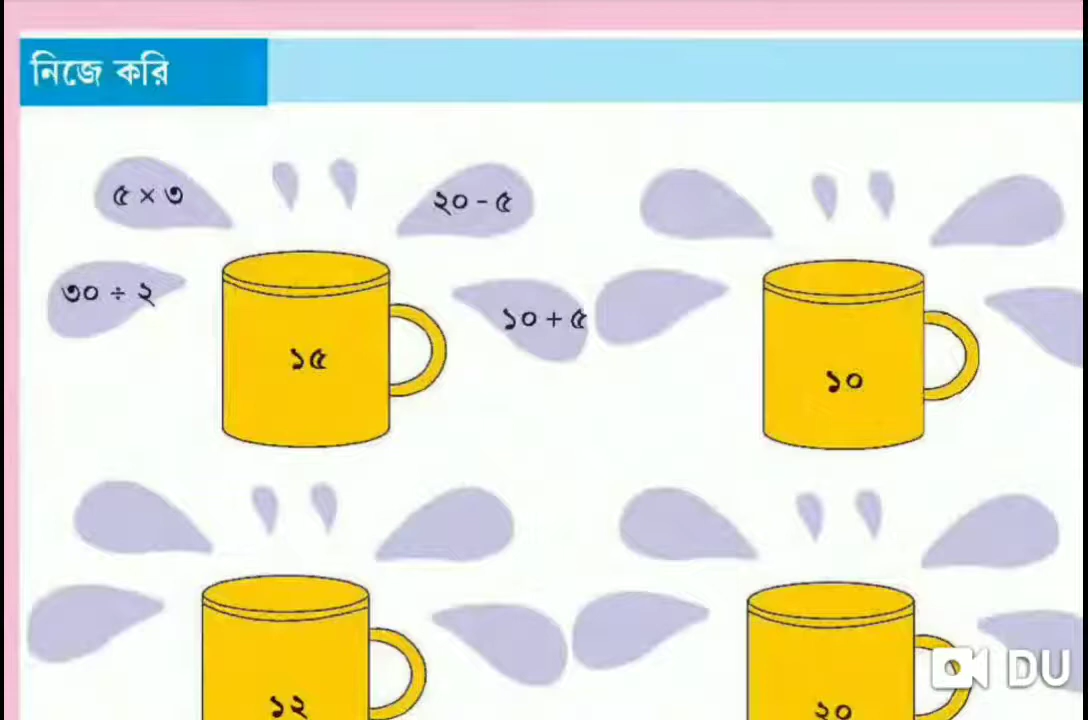 নিজে করি
৫ × ৩
২০ - ৫
৩০ ÷ ২
১০ + ৫
১৫
১০
১২
২০
DU